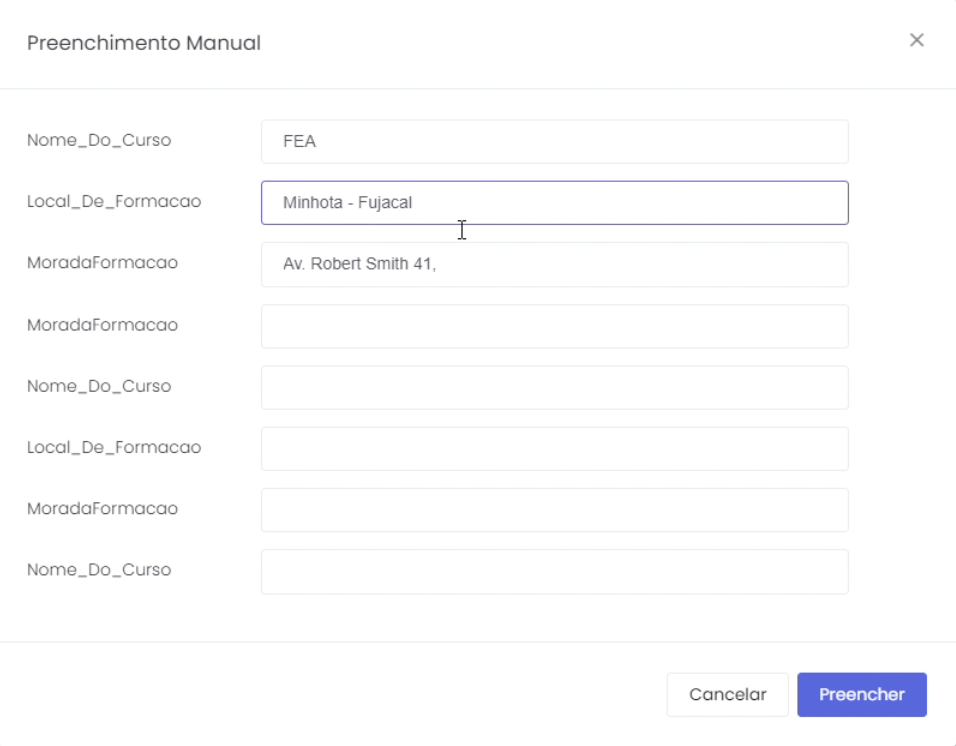 Preenchimento Manual
Nome_Do_Curso FEA
Local_De_Formacao Minhota - Fujacal
MoradaFormacao Av. Robert Smith 41,
MoradaFormacao
Nome_Do_Curso
Local_De_Formacao
MoradaFormacao
Nome_Do_Curso
Cancelar Preencher